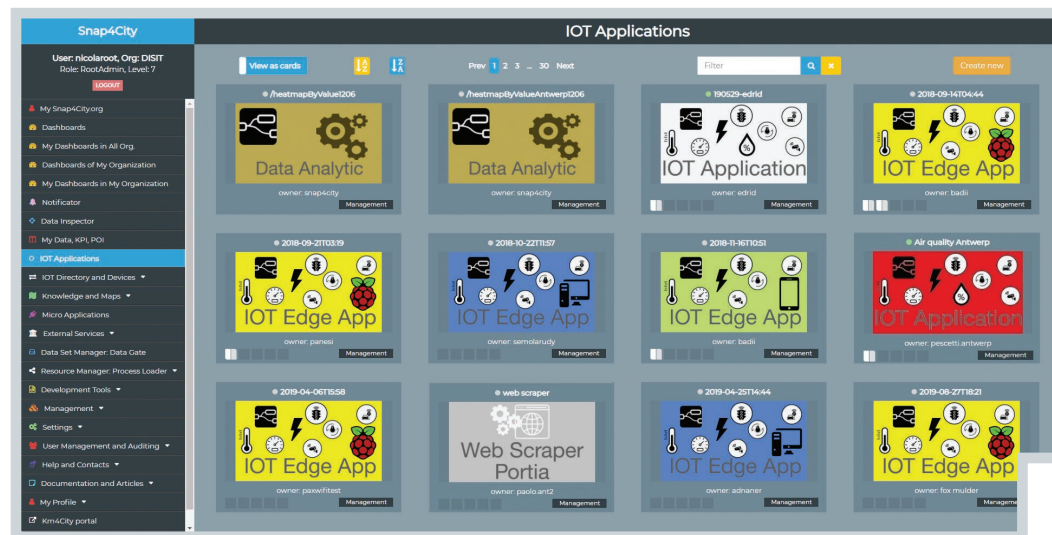 Snap4City
IOT Applications
User: nicolaroot, Org: DISIT
Role: RootAdmin, Level: 7
LOGOUT
My Snap4City.org
Dashboards
My Dashboards in All Org.
Dashboards of My Organization
My Dashboards in My Organization
Notificator
Data Inspector
My Data, KPI, POI
IOT Applications
IOT Directory and Devices
Knowledge and Maps
Micro Applications
External Services
Data Set Manager: Data Gate
Resource Manager: Process Loader
Development Tools
Management
Settings
User Management and Auditing
Help and Contacts
Documentation and Articles
My Profile
Km4City portal
View as cards
Prev 1 2 3 ... 30 Next
Filter
Create new
/heatmapByValue1206
Data Analytic
owner: snap4city
Management
/heatmapByValueAntwerp1206
Data Analytic
owner: snap4city
Management
190529-edrid
%
IOT Application
owner: edrid
Management
2018-09-14T04:44
IOT Edge App
owner: badii
Management
2018-09-21T03:19
IOT Edge App
owner: panesi
Management
2018-10-22T11:57
IOT Edge App
owner: semolarudy
Management
2018-11-16T10:51
IOT Edge App
owner: badii
Management
Air quality Antwerp
%
IOT Application
owner: pescetti.antwerp
Management
2019-04-06T15:58
IOT Edge App
owner: paxwifitest
Management
web scraper
Web Scraper
Portia
owner: paolo.ant2
Management
2019-04-25T14:44
IOT Edge App
owner: adnaner
Management
2019-08-27T18:21
IOT Edge App
owner: fox mulder
Manageme